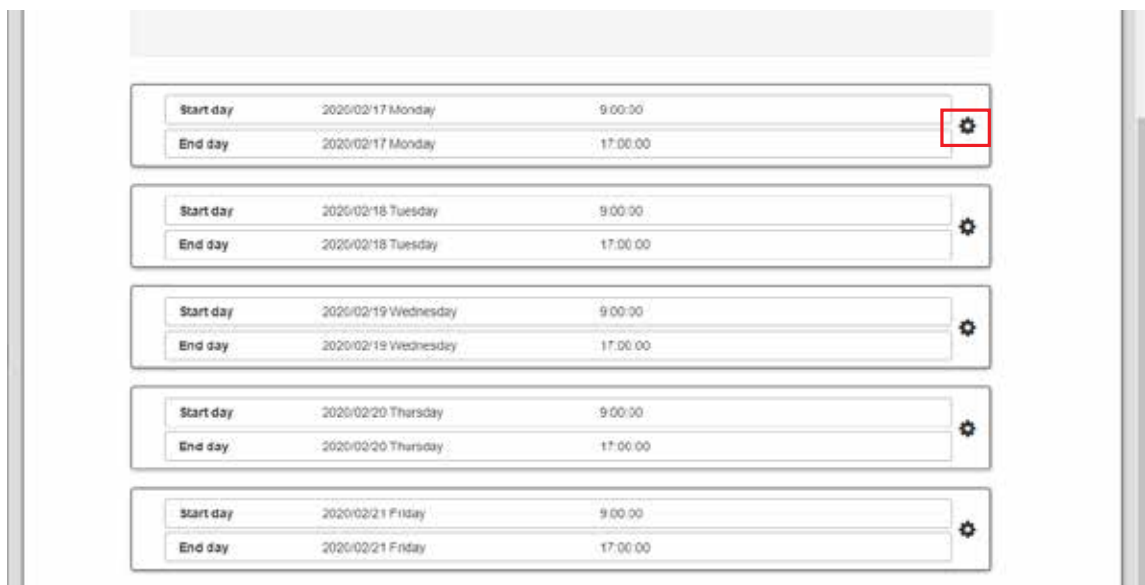 Start day 2020/02/17 Monday 9:00:00
End day 2020/02/17 Monday 17:00:00
Start day 2020/02/18 Tuesday 9:00:00
End day 2020/02/18 Tuesday 17:00:00
Start day 2020/02/19 Wednesday 9:00:00
End day 2020/02/19 Wednesday 17:00:00
Start day 2020/02/20 Thursday 9:00:00
End day 2020/02/20 Thursday 17:00:00
Start day 2020/02/21 Friday 9:00:00
End day 2020/02/21 Friday 17:00:00